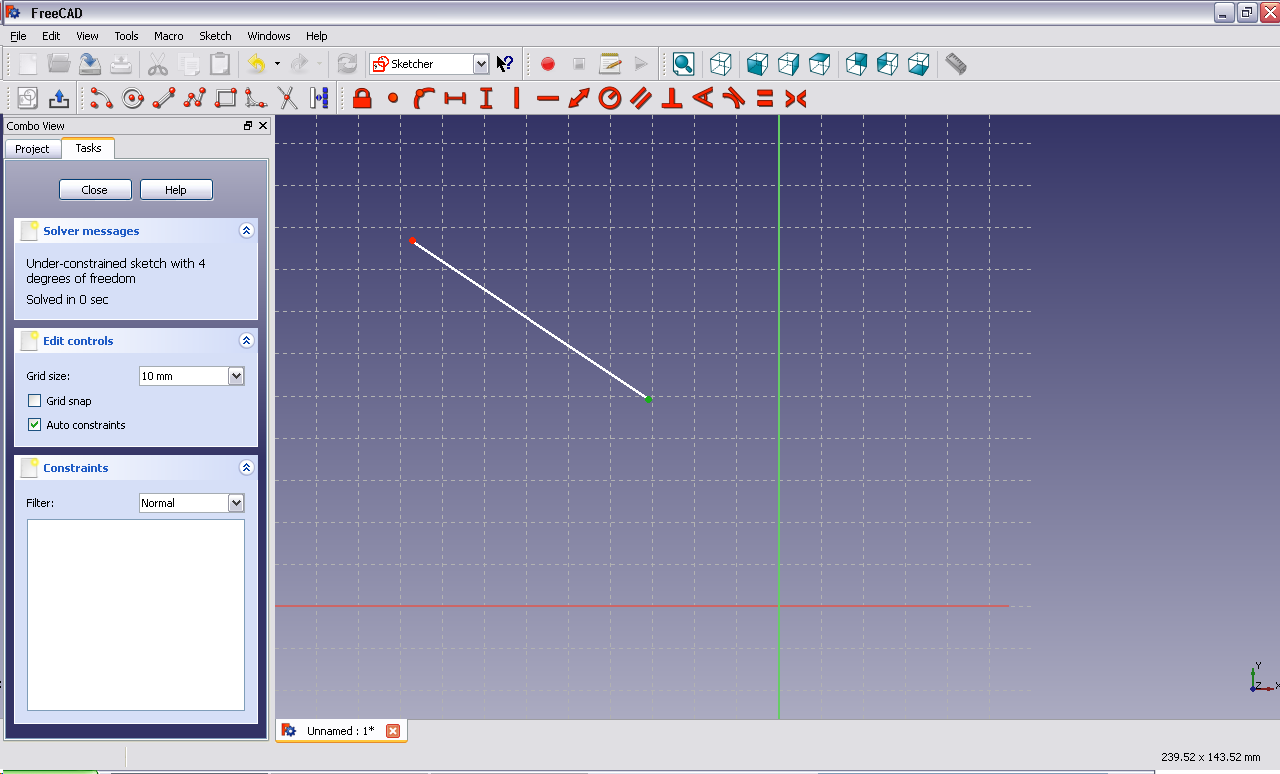 FreeCAD
File Edit View Tools Macro Sketch Windows Help
Sketcher
Combo View
Project Tasks
Close Help
Solver messages
Under-constrained sketch with 4
degrees of freedom
Solved in 0 sec
Edit controls
Grid size: 10 mm
Grid snap
Auto constraints
Constraints
Filter: Normal
Y
Z X
Unnamed : 1*
239.52 x 143.52 mm